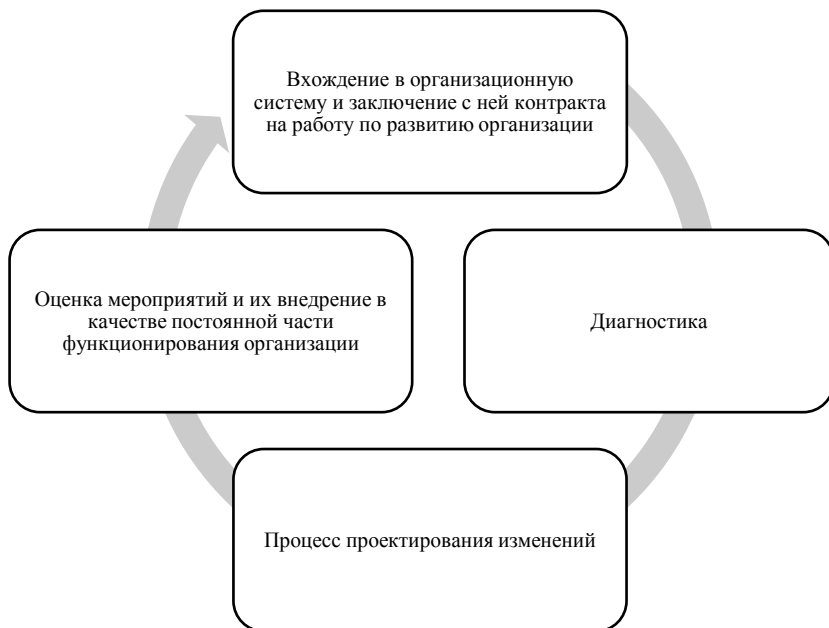 Вхождение в организационную
систему и заключение с ней контракта
на работу по развитию организации
Диагностика
Процесс проектирования изменений
Оценка мероприятий и их внедрение в
качестве постоянной части
функционирования организации